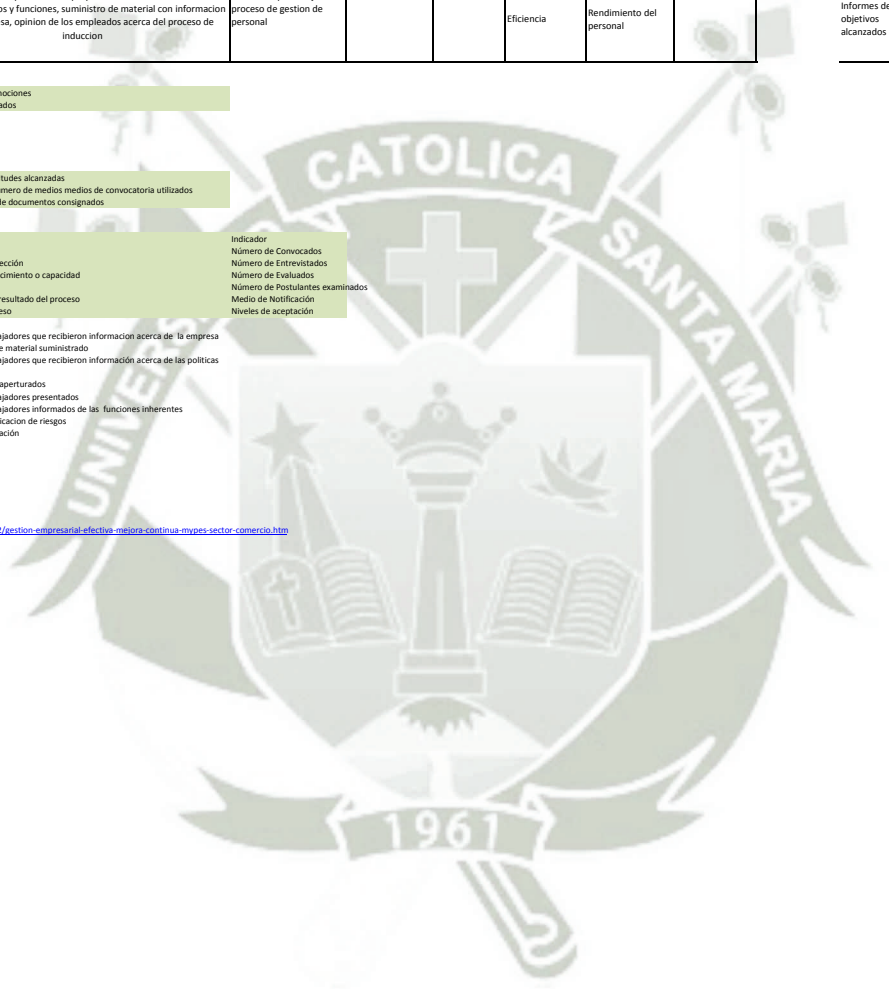 os y funciones, suministro de material con informacion
sa, opinion de los empleados acerca del proceso de
induccion
proceso de gestion de
personal
Eficiencia
Rendimiento del
personal
Informes de
objetivos
alcanzados
mociones
ados
itudes alcanzadas
úmero de medios medios de convocatoria utilizados
de documentos consignados
Indicador
Número de Convocados
ección Número de Entrevistados
cimiento o capacidad Número de Evaluados
Número de Postulantes examinados
resultado del proceso Medio de Notificación
eso Niveles de aceptación
ajadores que recibieron informacion acerca de la empresa
e material suministrado
ajadores que recibieron información acerca de las politicas
aperturados
ajadores presentados
ajadores informados de las funciones inherentes
icacion de riesgos
ación
2/gestion-empresarial-efectiva-mejora-continua-mypes-sector-comercio.htm
CATOLICA
SANTA MARIA
1961